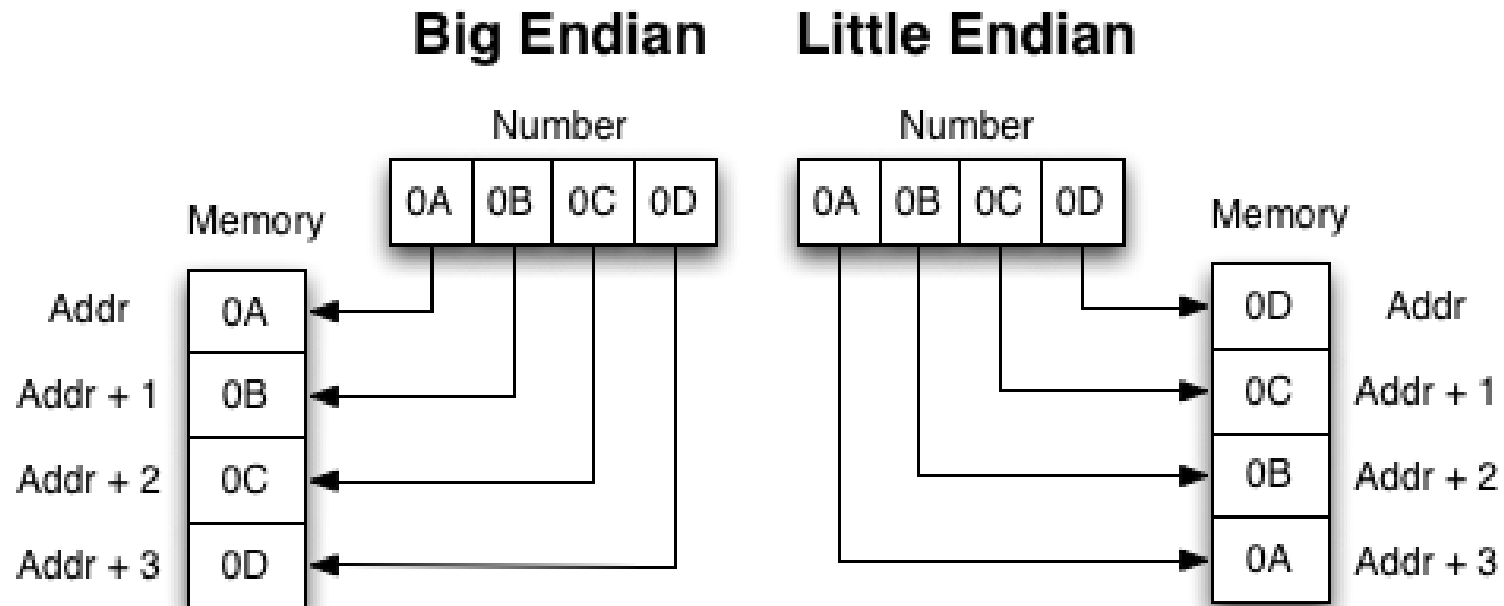 Big Endian Little Endian
Number Number
0A 0B 0C 0D 0A 0B 0C 0D
Memory Memory
Addr 0A 0D Addr
Addr + 1 0B 0C Addr + 1
Addr + 2 0C 0B Addr + 2
Addr + 3 0D 0A Addr + 3